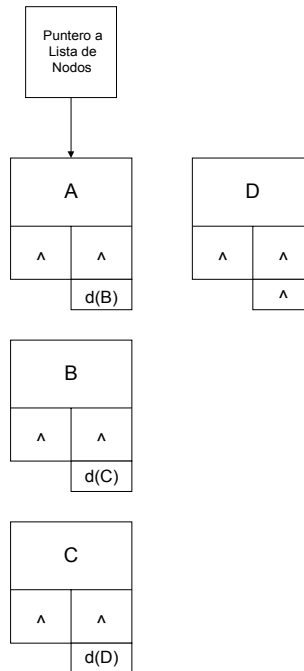 Puntero a
Lista de
Nodos
A
^ ^
d(B)
D
^ ^
^
B
^ ^
d(C)
C
^ ^
d(D)